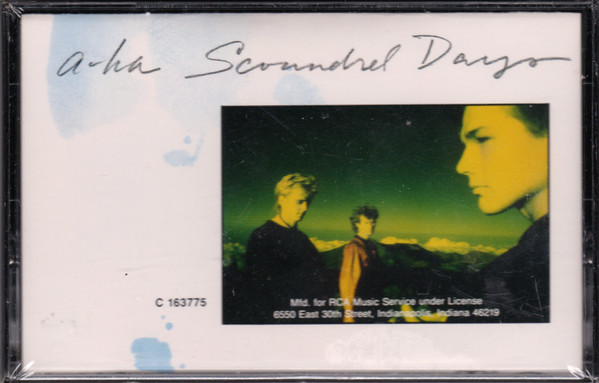 a-ha Scoundrel Days
C 163775
Mfd. for RCA Music Service under License
6550 East 30th Street, Indianapolis, Indiana 46219